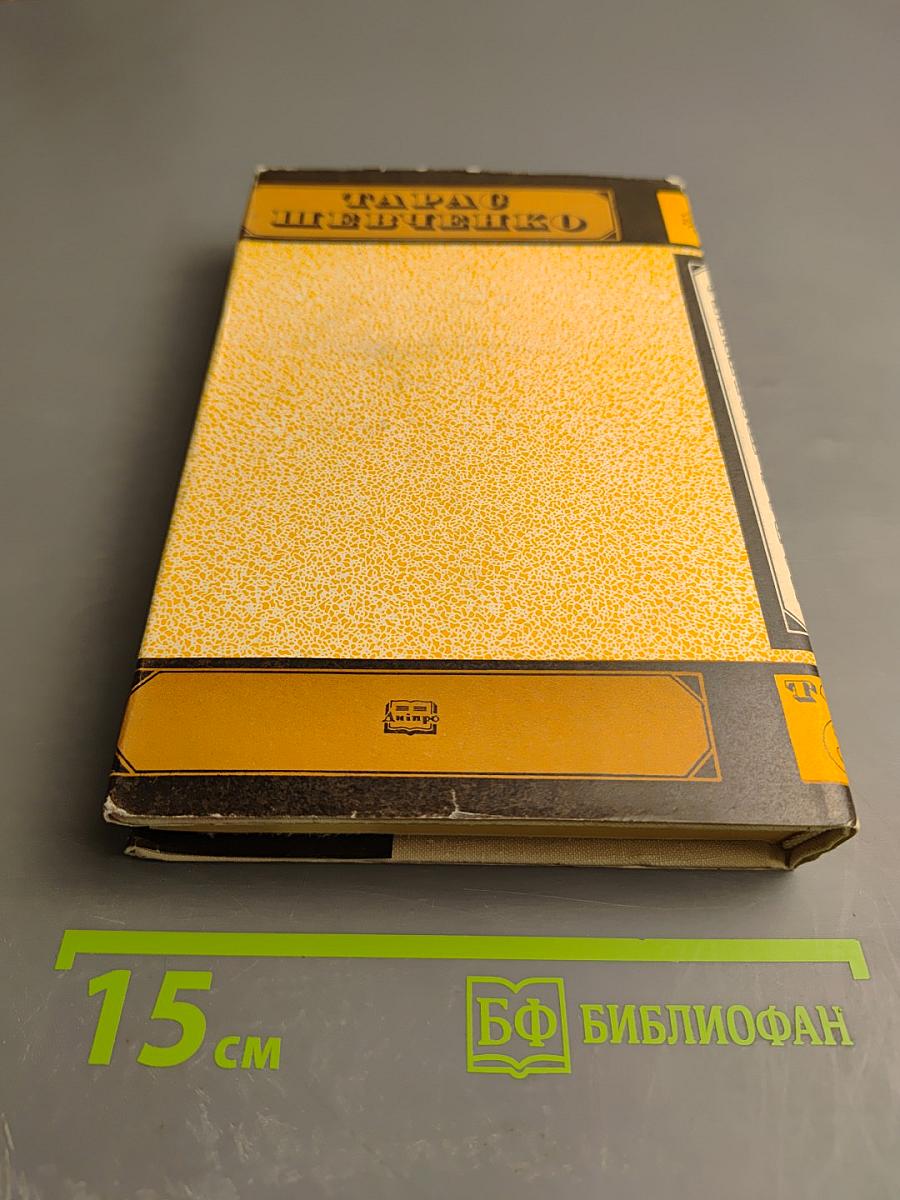 ТАРАС
ШЕВЧЕНКО
Дніпро
15 см
БФ БИБЛИОФАН